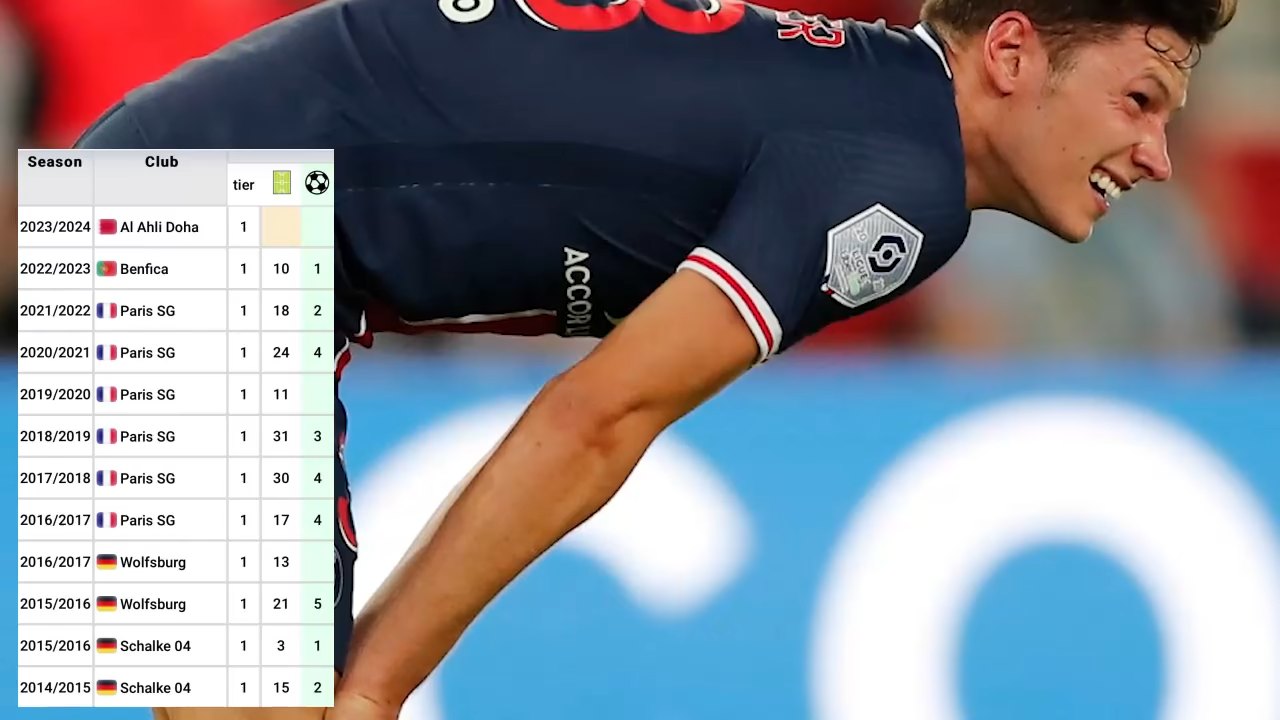 ER
ACCOR
LIGUE
Season Club
tier
2023/2024 Al Ahli Doha 1
2022/2023 Benfica 1 10 1
2021/2022 Paris SG 1 18 2
2020/2021 Paris SG 1 24 4
2019/2020 Paris SG 1 11
2018/2019 Paris SG 1 31 3
2017/2018 Paris SG 1 30 4
2016/2017 Paris SG 1 17 4
2016/2017 Wolfsburg 1 13
2015/2016 Wolfsburg 1 21 5
2015/2016 Schalke 04 1 3 1
2014/2015 Schalke 04 1 15 2